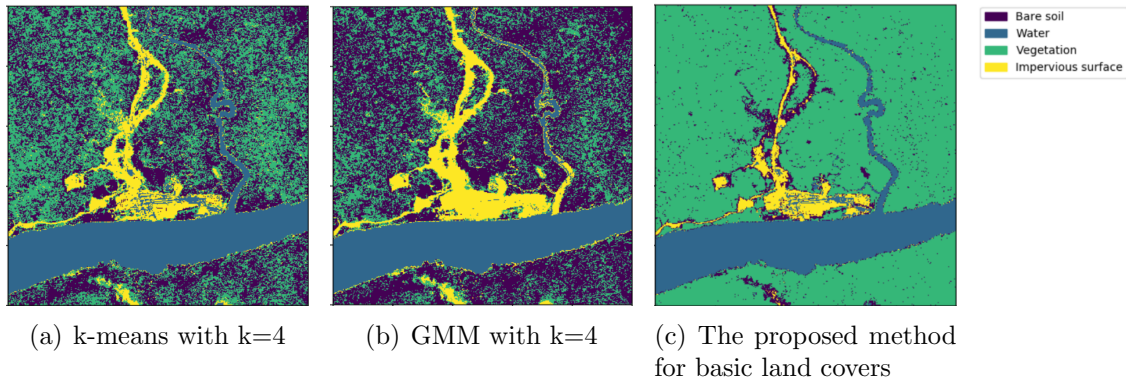 Bare soil
Water
Vegetation
Impervious surface
(a) k-means with k=4
(b) GMM with k=4
(c) The proposed method
for basic land covers